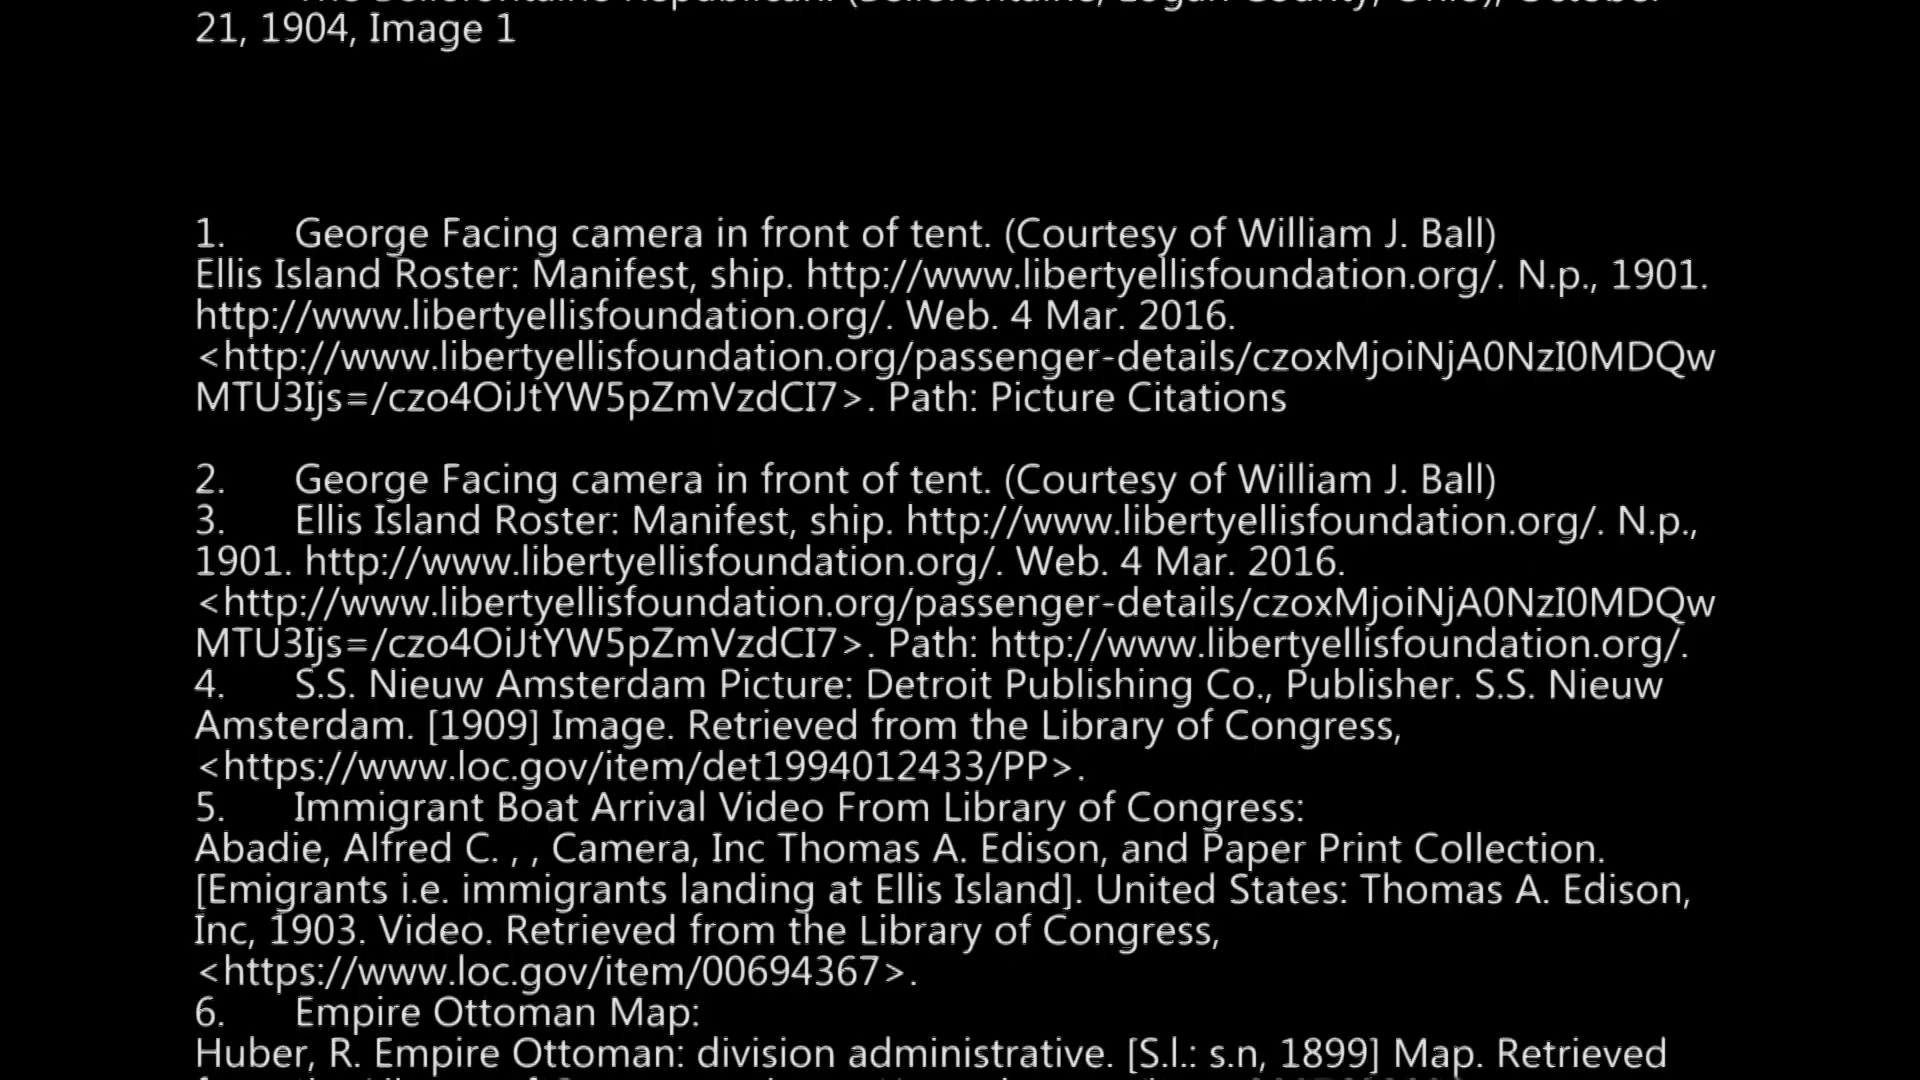 The Bellefontaine Republican. (Bellefontaine, Logan County, Ohio), October
21, 1904, Image 1
1. George Facing camera in front of tent. (Courtesy of William J. Ball)
Ellis Island Roster: Manifest, ship. http://www.libertyellisfoundation.org/. N.p., 1901.
http://www.libertyellisfoundation.org/. Web. 4 Mar. 2016.
<http://www.libertyellisfoundation.org/passenger-details/czoxMjoiNjA0NzI0MDQw
MTU3Ijs=/czo4OiJtYW5pZmVzdCI7>. Path: Picture Citations
2. George Facing camera in front of tent. (Courtesy of William J. Ball)
3. Ellis Island Roster: Manifest, ship. http://www.libertyellisfoundation.org/. N.p.,
1901. http://www.libertyellisfoundation.org/. Web. 4 Mar. 2016.
<http://www.libertyellisfoundation.org/passenger-details/czoxMjoiNjA0NzI0MDQw
MTU3Ijs=/czo4OiJtYW5pZmVzdCI7>. Path: http://www.libertyellisfoundation.org/.
4. S.S. Nieuw Amsterdam Picture: Detroit Publishing Co., Publisher. S.S. Nieuw
Amsterdam. [1909] Image. Retrieved from the Library of Congress,
<https://www.loc.gov/item/det1994012433/PP>.
5. Immigrant Boat Arrival Video From Library of Congress:
Abadie, Alfred C. , , Camera, Inc Thomas A. Edison, and Paper Print Collection.
[Emigrants i.e. immigrants landing at Ellis Island]. United States: Thomas A. Edison,
Inc, 1903. Video. Retrieved from the Library of Congress,
<https://www.loc.gov/item/00694367>.
6. Empire Ottoman Map:
Huber, R. Empire Ottoman: division administrative. [S.l.: s.n, 1899] Map. Retrieved